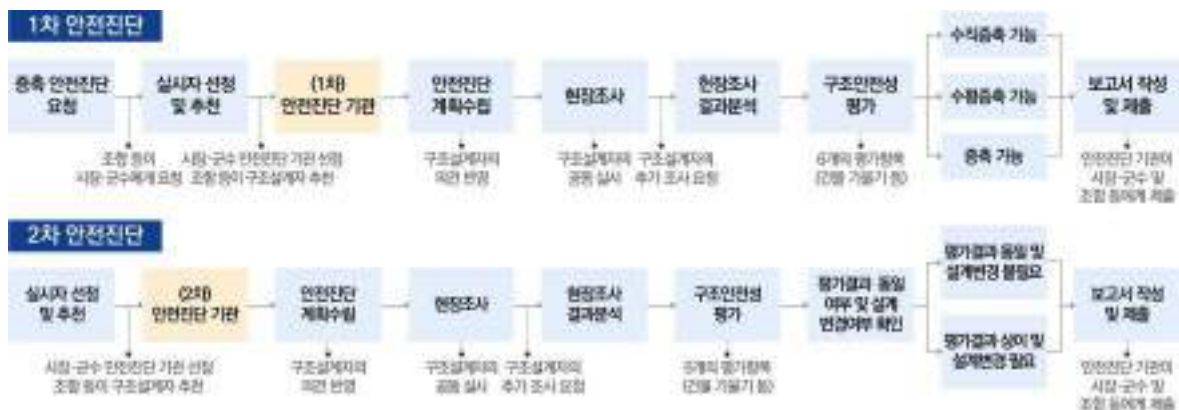 1차 안전진단
증축 안전진단
요청
실시자 선정
및 추천
(1차)
안전진단 기관
안전진단
계획수립
현장조사
현장조사
결과분석
구조안전성
평가
수직증축 가능
수평증축 가능
증축 가능
보고서 작성
및 제출
조합 등이
시장·군수에게 요청
시장·군수 안전진단 기관 선정
조합 등이 구조설계자 추천
구조설계자의
의견 반영
구조설계자의
공동 실시
구조설계자의
추가 조사 요청
6개의 평가항목
(건물 기울기 등)
안전진단 기관이
시장·군수 및
조합 등에게 제출
2차 안전진단
실시자 선정
및 추천
(2차)
안전진단 기관
안전진단
계획수립
현장조사
현장조사
결과분석
구조안전성
평가
평가결과 동일
여부 및 설계
변경여부 확인
평가결과 동일 및
설계변경 불필요
평가결과 상이 및
설계변경 필요
보고서 작성
및 제출
시장·군수 안전진단 기관 선정
조합 등이 구조설계자 추천
구조설계자의
의견 반영
구조설계자의
공동 실시
구조설계자의
추가 조사 요청
6개의 평가항목
(건물 기울기 등)
안전진단 기관이
시장·군수 및
조합 등에게 제출